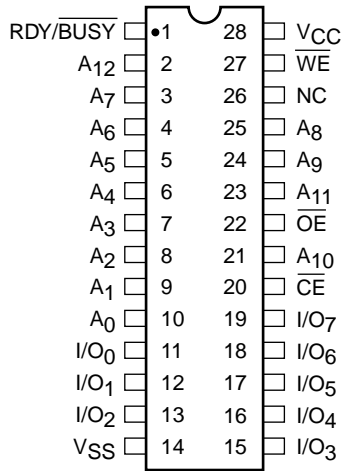 RDY/BUSY 1 28 VCC
A12 2 27 WE
A7 3 26 NC
A6 4 25 A8
A5 5 24 A9
A4 6 23 A11
A3 7 22 OE
A2 8 21 A10
A1 9 20 CE
A0 10 19 I/O7
I/O0 11 18 I/O6
I/O1 12 17 I/O5
I/O2 13 16 I/O4
VSS 14 15 I/O3